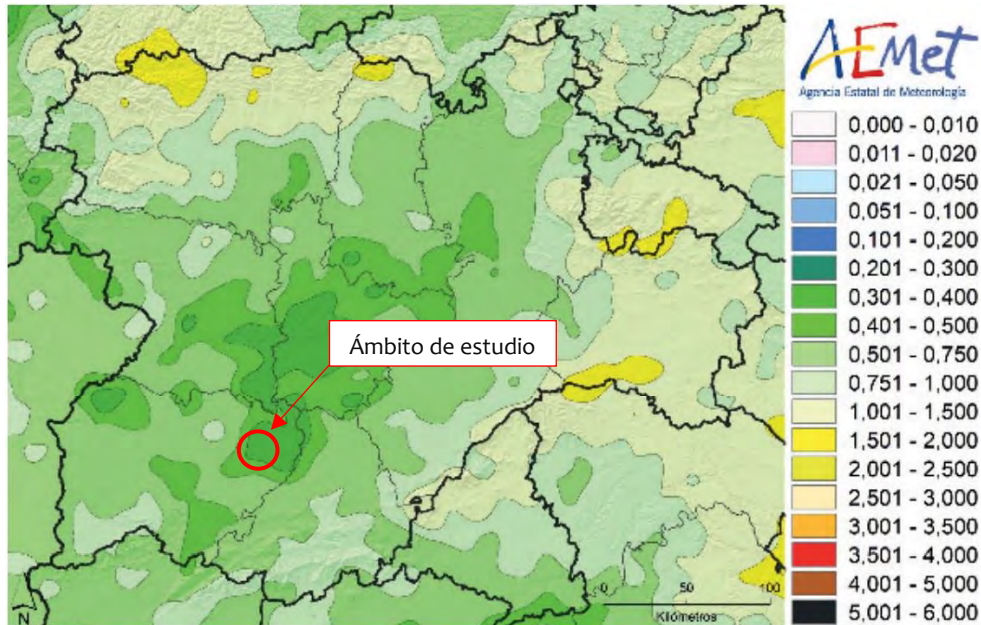 AEMet
Agencia Estatal de Meteorología
0,000 - 0,010
0,011 - 0,020
0,021 - 0,050
0,051 - 0,100
0,101 - 0,200
0,201 - 0,300
0,301 - 0,400
0,401 - 0,500
0,501 - 0,750
0,751 - 1,000
1,001 - 1,500
1,501 - 2,000
2,001 - 2,500
2,501 - 3,000
3,001 - 3,500
3,501 - 4,000
4,001 - 5,000
5,001 - 6,000
Ámbito de estudio
0 50 100
Kilómetros
N